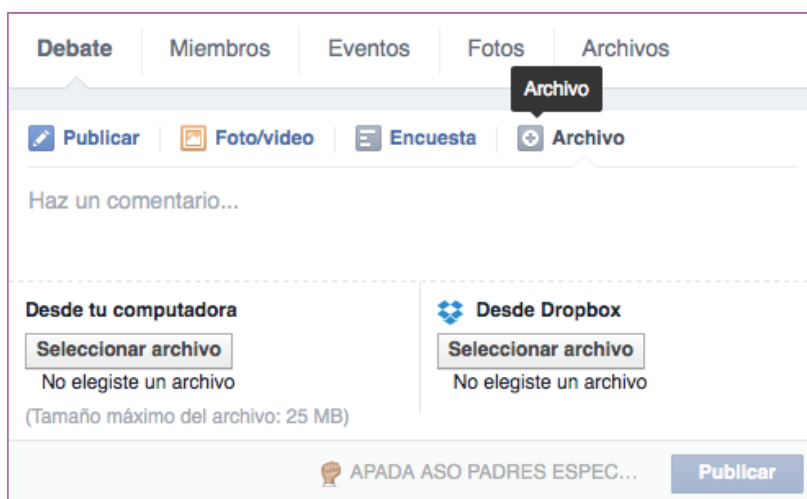 Debate Miembros Eventos Fotos Archivos
Archivo
Publicar Foto/video Encuesta Archivo
Haz un comentario...
Desde tu computadora Desde Dropbox
Seleccionar archivo Seleccionar archivo
No elegiste un archivo No elegiste un archivo
(Tamaño máximo del archivo: 25 MB)
APADA ASO PADRES ESPEC... Publicar